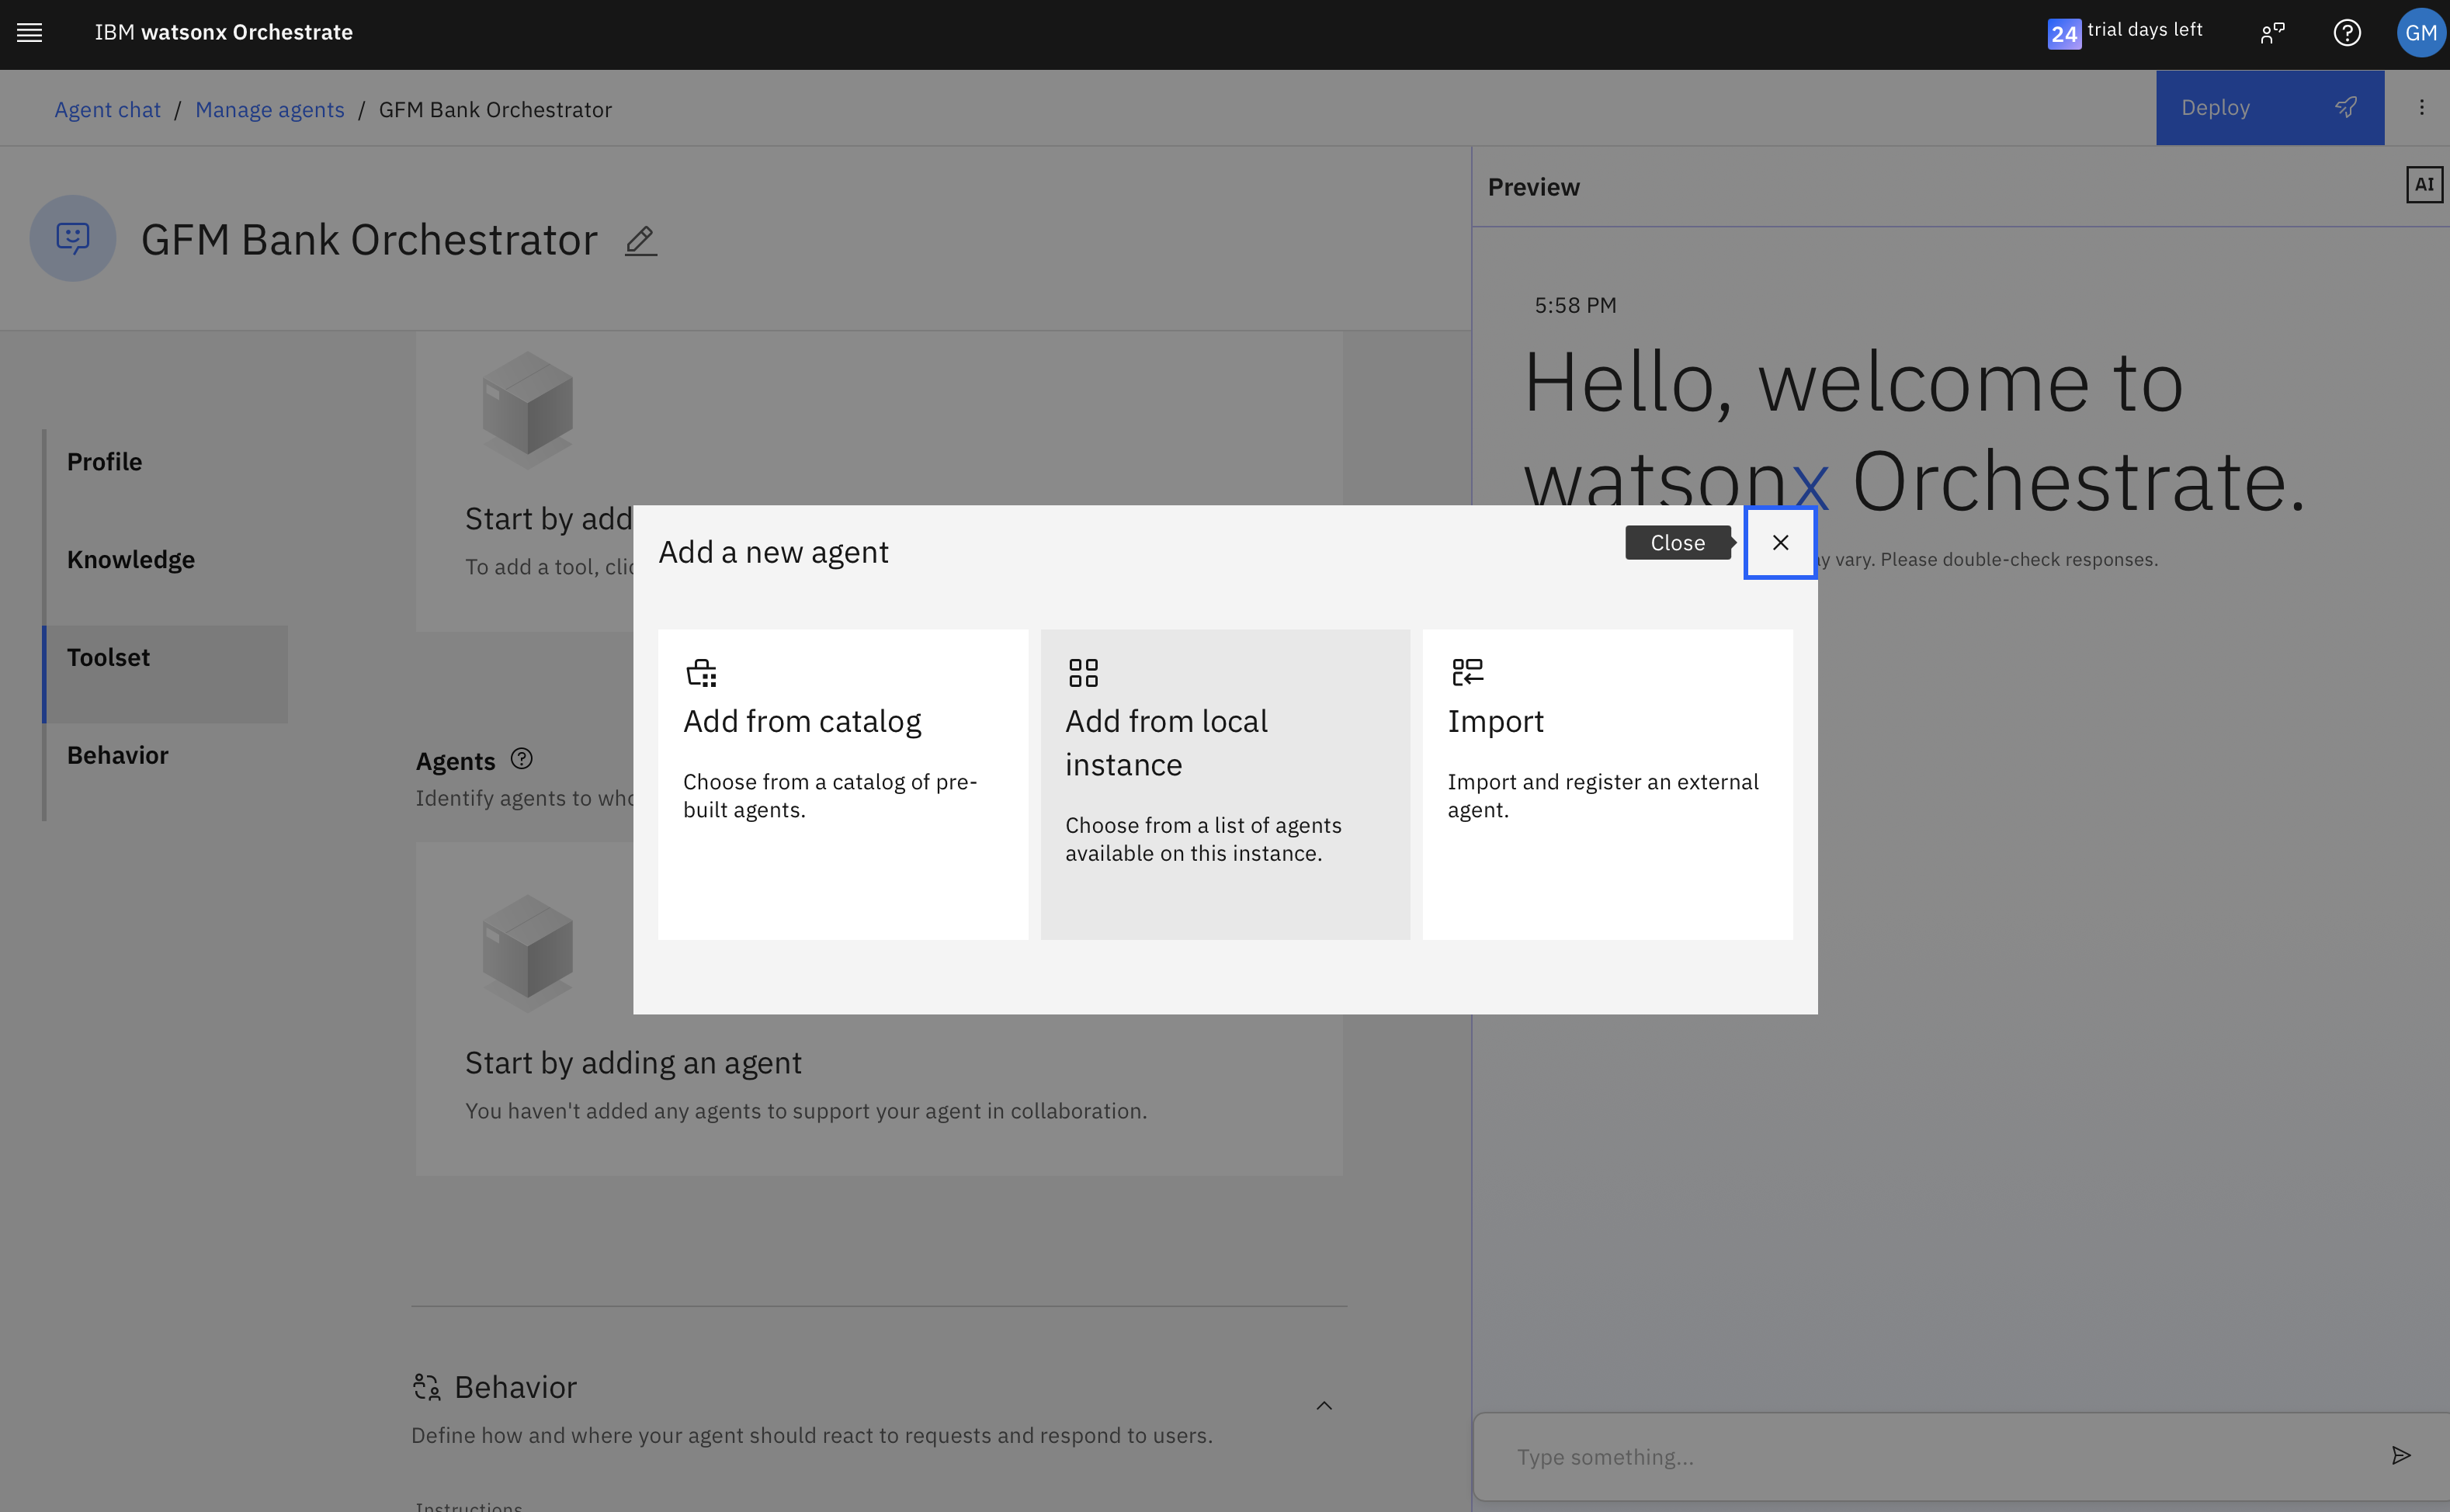 IBM watsonx Orchestrate
24 trial days left
GM
Agent chat / Manage agents / GFM Bank Orchestrator
Deploy
GFM Bank Orchestrator
Preview
AI
5:58 PM
Hello, welcome to
watsonx Orchestrate.
vary. Please double-check responses.
Profile
Knowledge
Toolset
Behavior
Start by add
To add a tool, clic
Agents
Identify agents to who
Start by adding an agent
You haven't added any agents to support your agent in collaboration.
Behavior
Define how and where your agent should react to requests and respond to users.
Instructions
Add a new agent
Close
Add from catalog
Choose from a catalog of pre-
built agents.
Add from local
instance
Choose from a list of agents
available on this instance.
Import
Import and register an external
agent.
Type something...